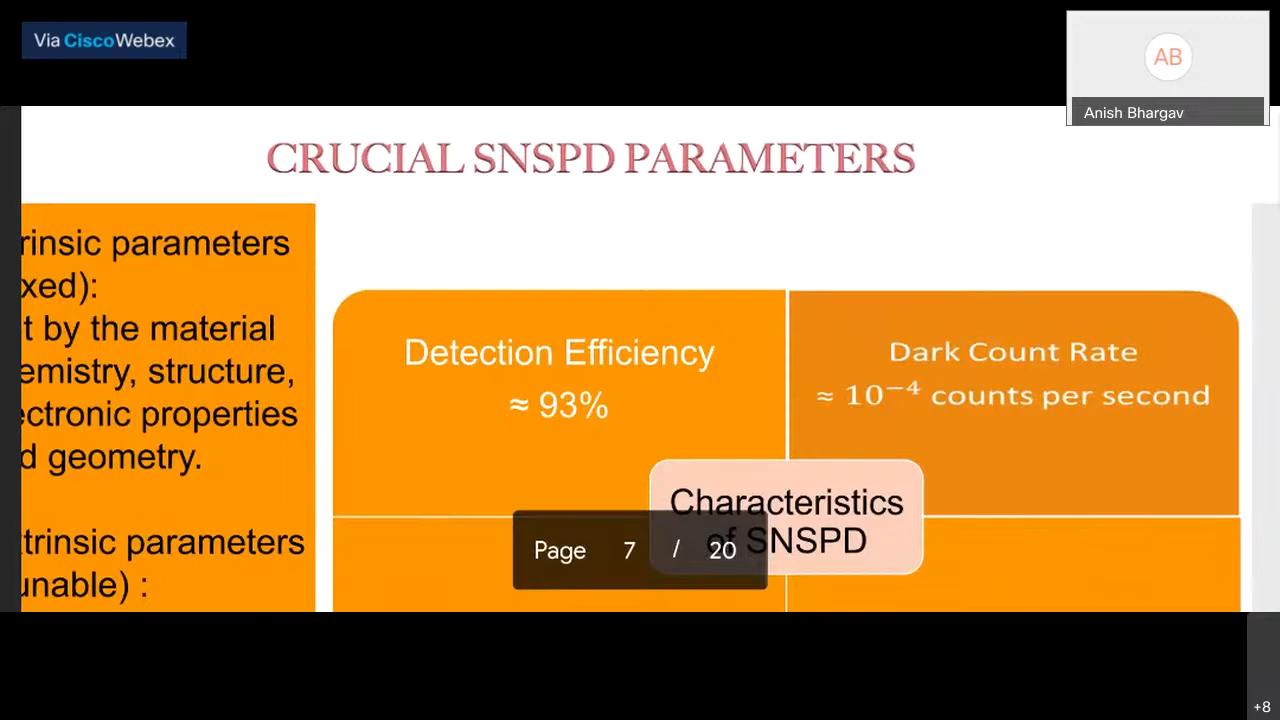 Via CiscoWebex
AB
Anish Bhargav
CRUCIAL SNSPD PARAMETERS
rinsic parameters
xed):
t by the material
emistry, structure,
ectronic properties
d geometry.
trinsic parameters
unable) :
Detection Efficiency
≈ 93%
Dark Count Rate
≈ 10⁻⁴ counts per second
Characteristics
of SNSPD
Page 7 / 20
+8